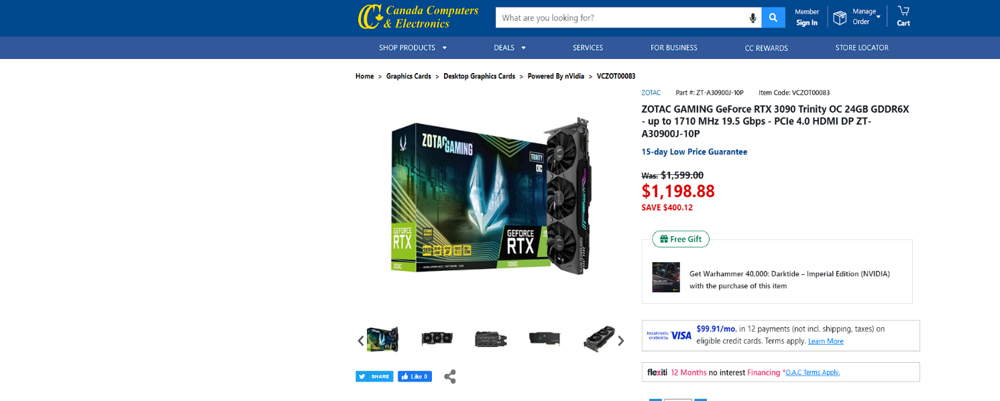 Canada Computers
& Electronics
What are you looking for?
Member
Sign In
Manage
Order
Cart
SHOP PRODUCTS
DEALS
SERVICES
FOR BUSINESS
CC REWARDS
STORE LOCATOR
Home > Graphics Cards > Desktop Graphics Cards > Powered By nVidia > VCZOT00083
ZOTAC Part #: ZT-A30900J-10P Item Code: VCZOT00083
ZOTAC GAMING GeForce RTX 3090 Trinity OC 24GB GDDR6X
- up to 1710 MHz 19.5 Gbps - PCIe 4.0 HDMI DP ZT-
A30900J-10P
15-day Low Price Guarantee
Was: $1,599.00
$1,198.88
SAVE $400.12
ZOTAC GAMING
TRINITY
OC
GEFORCE
RTX
3090
GEFORCE
RTX
3090
GEFORCE RTX
Free Gift
Get Warhammer 40,000: Darktide – Imperial Edition (NVIDIA)
with the purchase of this item
Instalments
enabled by
VISA
$99.91/mo. in 12 payments (not incl. shipping, taxes) on
eligible credit cards. Terms apply. Learn More
flexiti 12 Months no interest Financing *O.A.C Terms Apply.
SHARE
Like 0